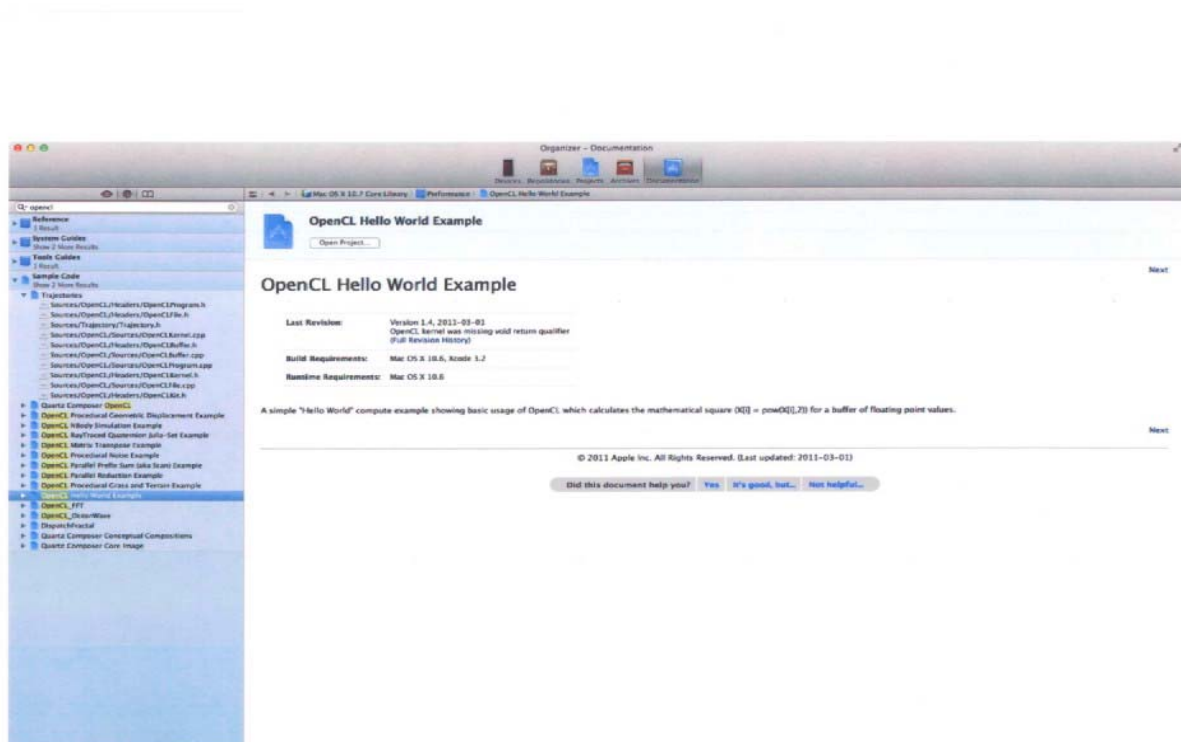 Organizer – Documentation
Devices Repositories Projects Archives Documentation
Mac OS X 10.7 Core Library Performance OpenCL Hello World Example
opencl
Reference
1 Result
System Guides
Show 2 More Results
Tools Guides
1 Result
Sample Code
Show 2 More Results
Trajectories
Sources/OpenCL/Headers/OpenCLProgram.h
Sources/OpenCL/Headers/OpenCLFile.h
Sources/Trajectory/Trajectory.h
Sources/OpenCL/Sources/OpenCLKernel.cpp
Sources/OpenCL/Headers/OpenCLBuffer.h
Sources/OpenCL/Sources/OpenCLBuffer.cpp
Sources/OpenCL/Sources/OpenCLProgram.cpp
Sources/OpenCL/Headers/OpenCLKernel.h
Sources/OpenCL/Sources/OpenCLFile.cpp
Sources/OpenCL/Headers/OpenCLKit.h
Quartz Composer OpenCL
OpenCL Procedural Geometric Displacement Example
OpenCL NBody Simulation Example
OpenCL RayTraced Quaternion Julia-Set Example
OpenCL Matrix Transpose Example
OpenCL Procedural Noise Example
OpenCL Parallel Prefix Sum (aka Scan) Example
OpenCL Parallel Reduction Example
OpenCL Procedural Grass and Terrain Example
OpenCL Hello World Example
OpenCL_FFT
OpenCL_OceanWave
DispatchFractal
Quartz Composer Conceptual Compositions
Quartz Composer Core Image
OpenCL Hello World Example
Open Project...
Next
OpenCL Hello World Example
Last Revision: Version 1.4, 2011-03-01
OpenCL kernel was missing void return qualifier
(Full Revision History)
Build Requirements: Mac OS X 10.6, Xcode 3.2
Runtime Requirements: Mac OS X 10.6
A simple "Hello World" compute example showing basic usage of OpenCL which calculates the mathematical square (X[i] = pow(X[i],2)) for a buffer of floating point values.
Next
© 2011 Apple Inc. All Rights Reserved. (Last updated: 2011-03-01)
Did this document help you? Yes It's good, but... Not helpful...